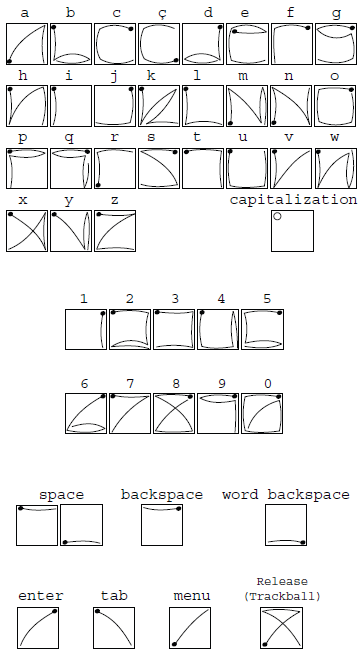 a b c ç d e f g
h i j k l m n o
p q r s t u v w
x y z capitalization
1 2 3 4 5
6 7 8 9 0
space backspace word backspace
enter tab menu Release
(Trackball)